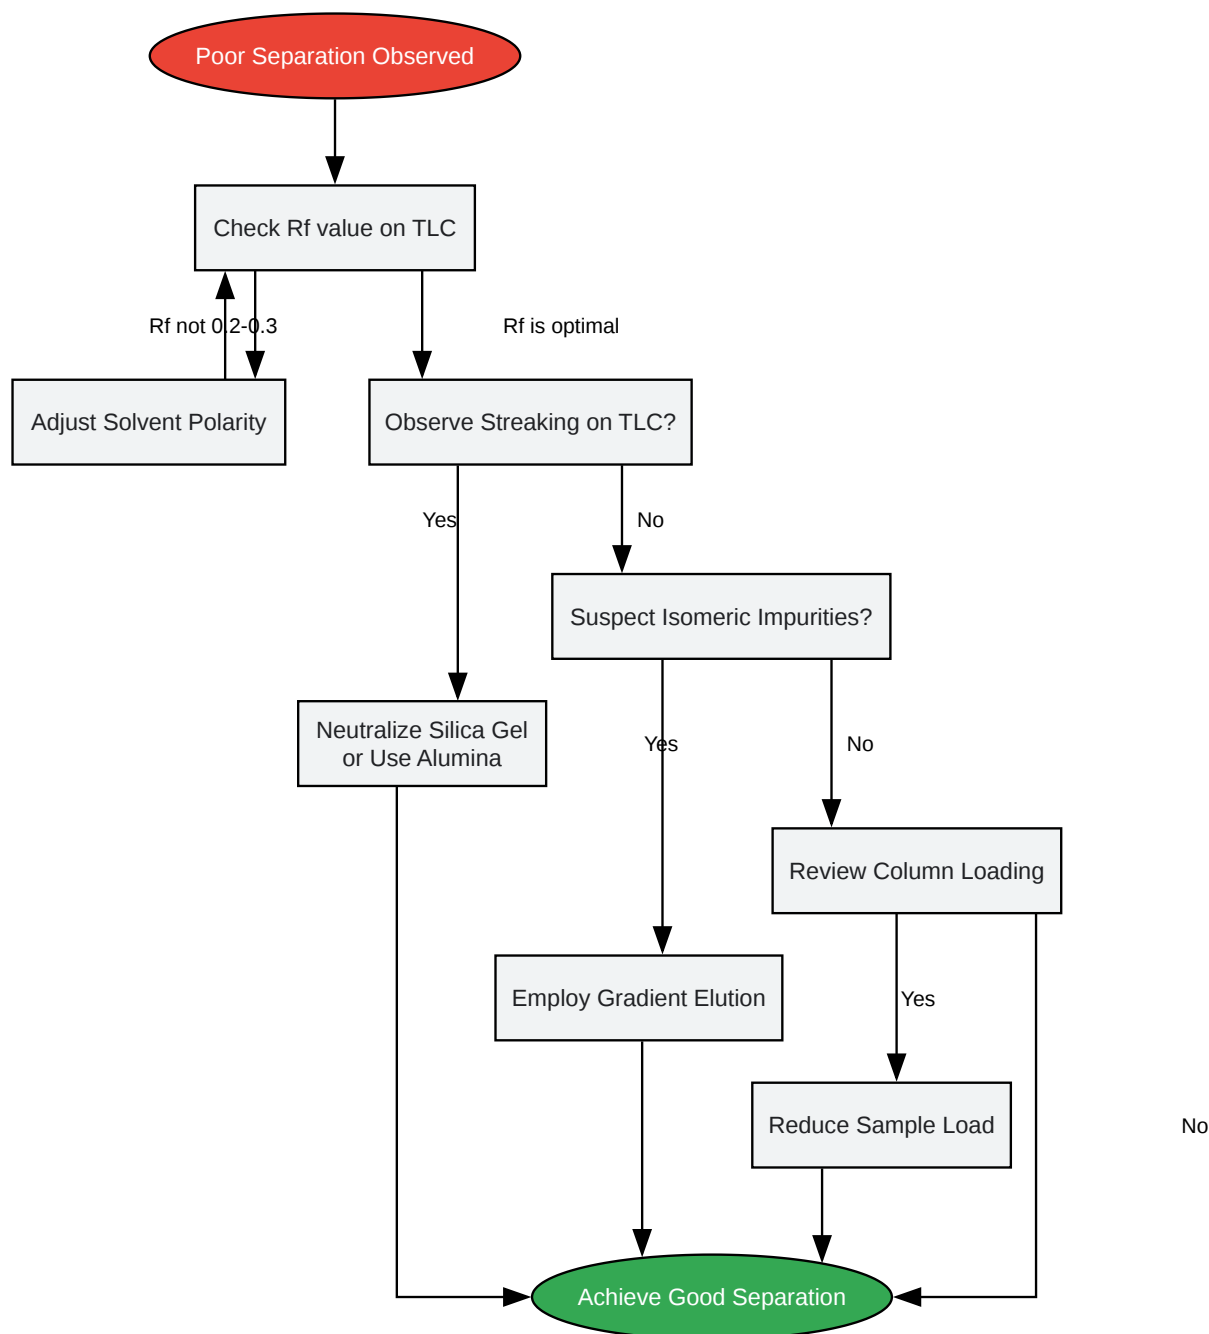 Poor Separation Observed
Check Rf value on TLC
Rf not 0.2-0.3
Rf is optimal
Adjust Solvent Polarity
Observe Streaking on TLC?
Yes
No
Suspect Isomeric Impurities?
Neutralize Silica Gel
or Use Alumina
Yes
No
Review Column Loading
Employ Gradient Elution
Yes
Reduce Sample Load
No
Achieve Good Separation